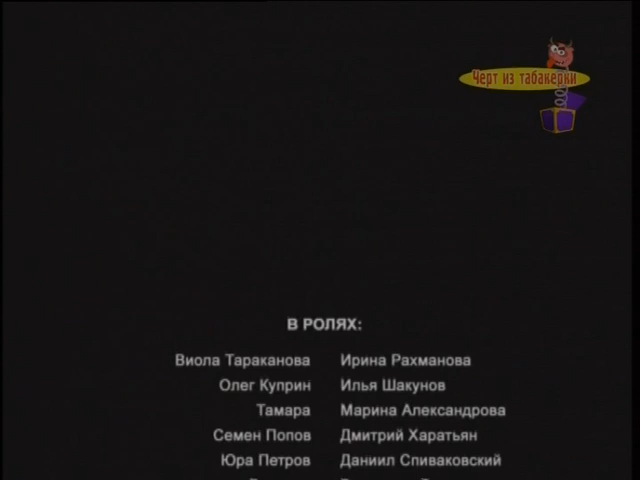 Черт из табакерки
В РОЛЯХ:
Виола Тараканова Ирина Рахманова
Олег Куприн Илья Шакунов
Тамара Марина Александрова
Семен Попов Дмитрий Харатьян
Юра Петров Даниил Спиваковский